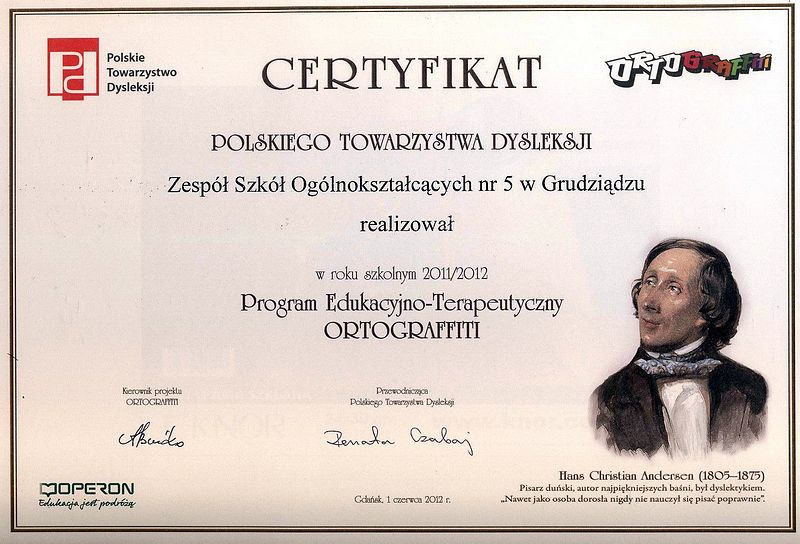 Polskie
Towarzystwo
Dysleksji
CERTYFIKAT
ORTOGRAFFITI
POLSKIEGO TOWARZYSTWA DYSLEKSJI
Zespół Szkół Ogólnokształcących nr 5 w Grudziądzu
realizował
w roku szkolnym 2011/2012
Program Edukacyjno-Terapeutyczny
ORTOGRAFFITI
Kierownik projektu
ORTOGRAFFITI
Przewodnicząca
Polskiego Towarzystwa Dysleksji
Renata Czabaj
OPERON
Edukacja jest podróżą
Gdańsk, 1 czerwca 2012 r.
Hans Christian Andersen (1805–1875)
Pisarz duński, autor najpiękniejszych baśni, był dyslektykiem.
„Nawet jako osoba dorosła nigdy nie nauczył się pisać poprawnie”.